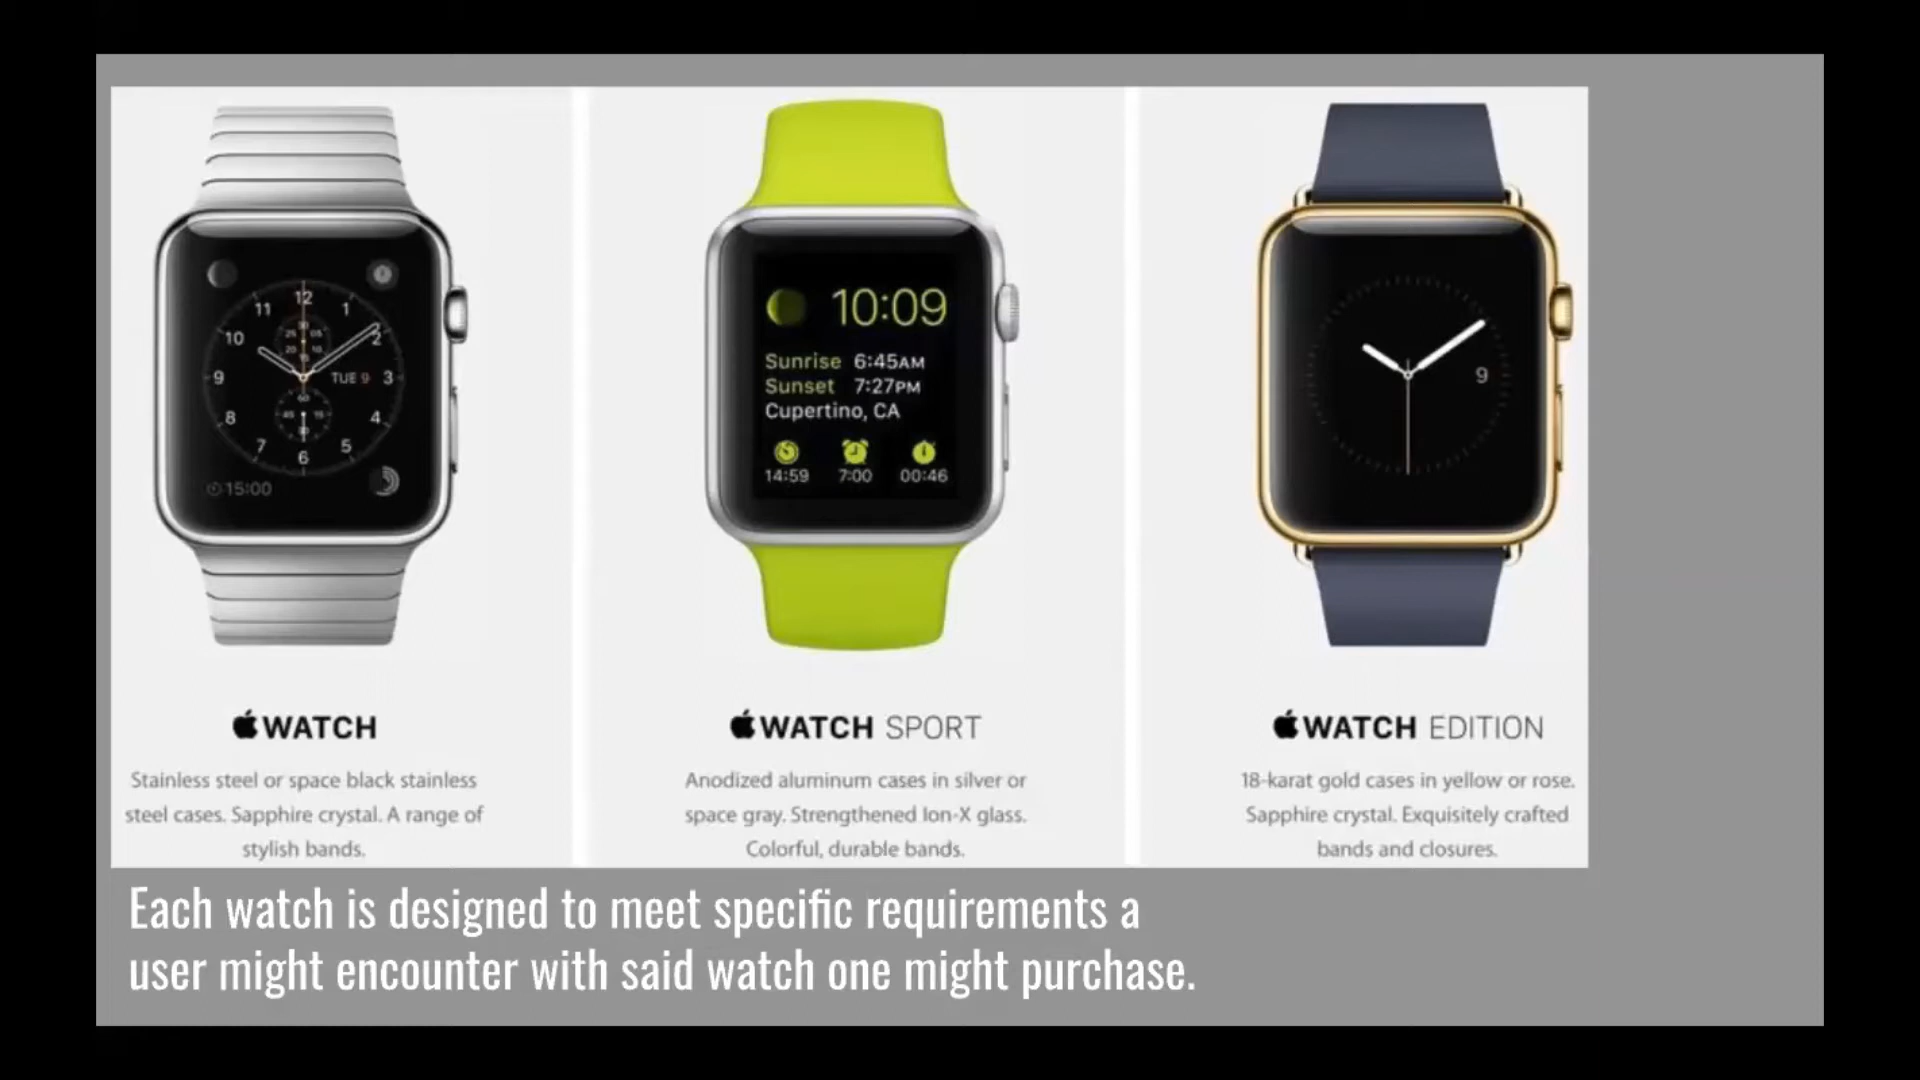 12
11
1
10
2
9
TUE 9
3
8
4
7
5
6
15:00
10:09
Sunrise 6:45AM
Sunset 7:27PM
Cupertino, CA
14:59 7:00 00:46
9
WATCH
Stainless steel or space black stainless
steel cases. Sapphire crystal. A range of
stylish bands.
WATCH SPORT
Anodized aluminum cases in silver or
space gray. Strengthened Ion-X glass.
Colorful, durable bands.
WATCH EDITION
18-karat gold cases in yellow or rose.
Sapphire crystal. Exquisitely crafted
bands and closures.
Each watch is designed to meet specific requirements a
user might encounter with said watch one might purchase.